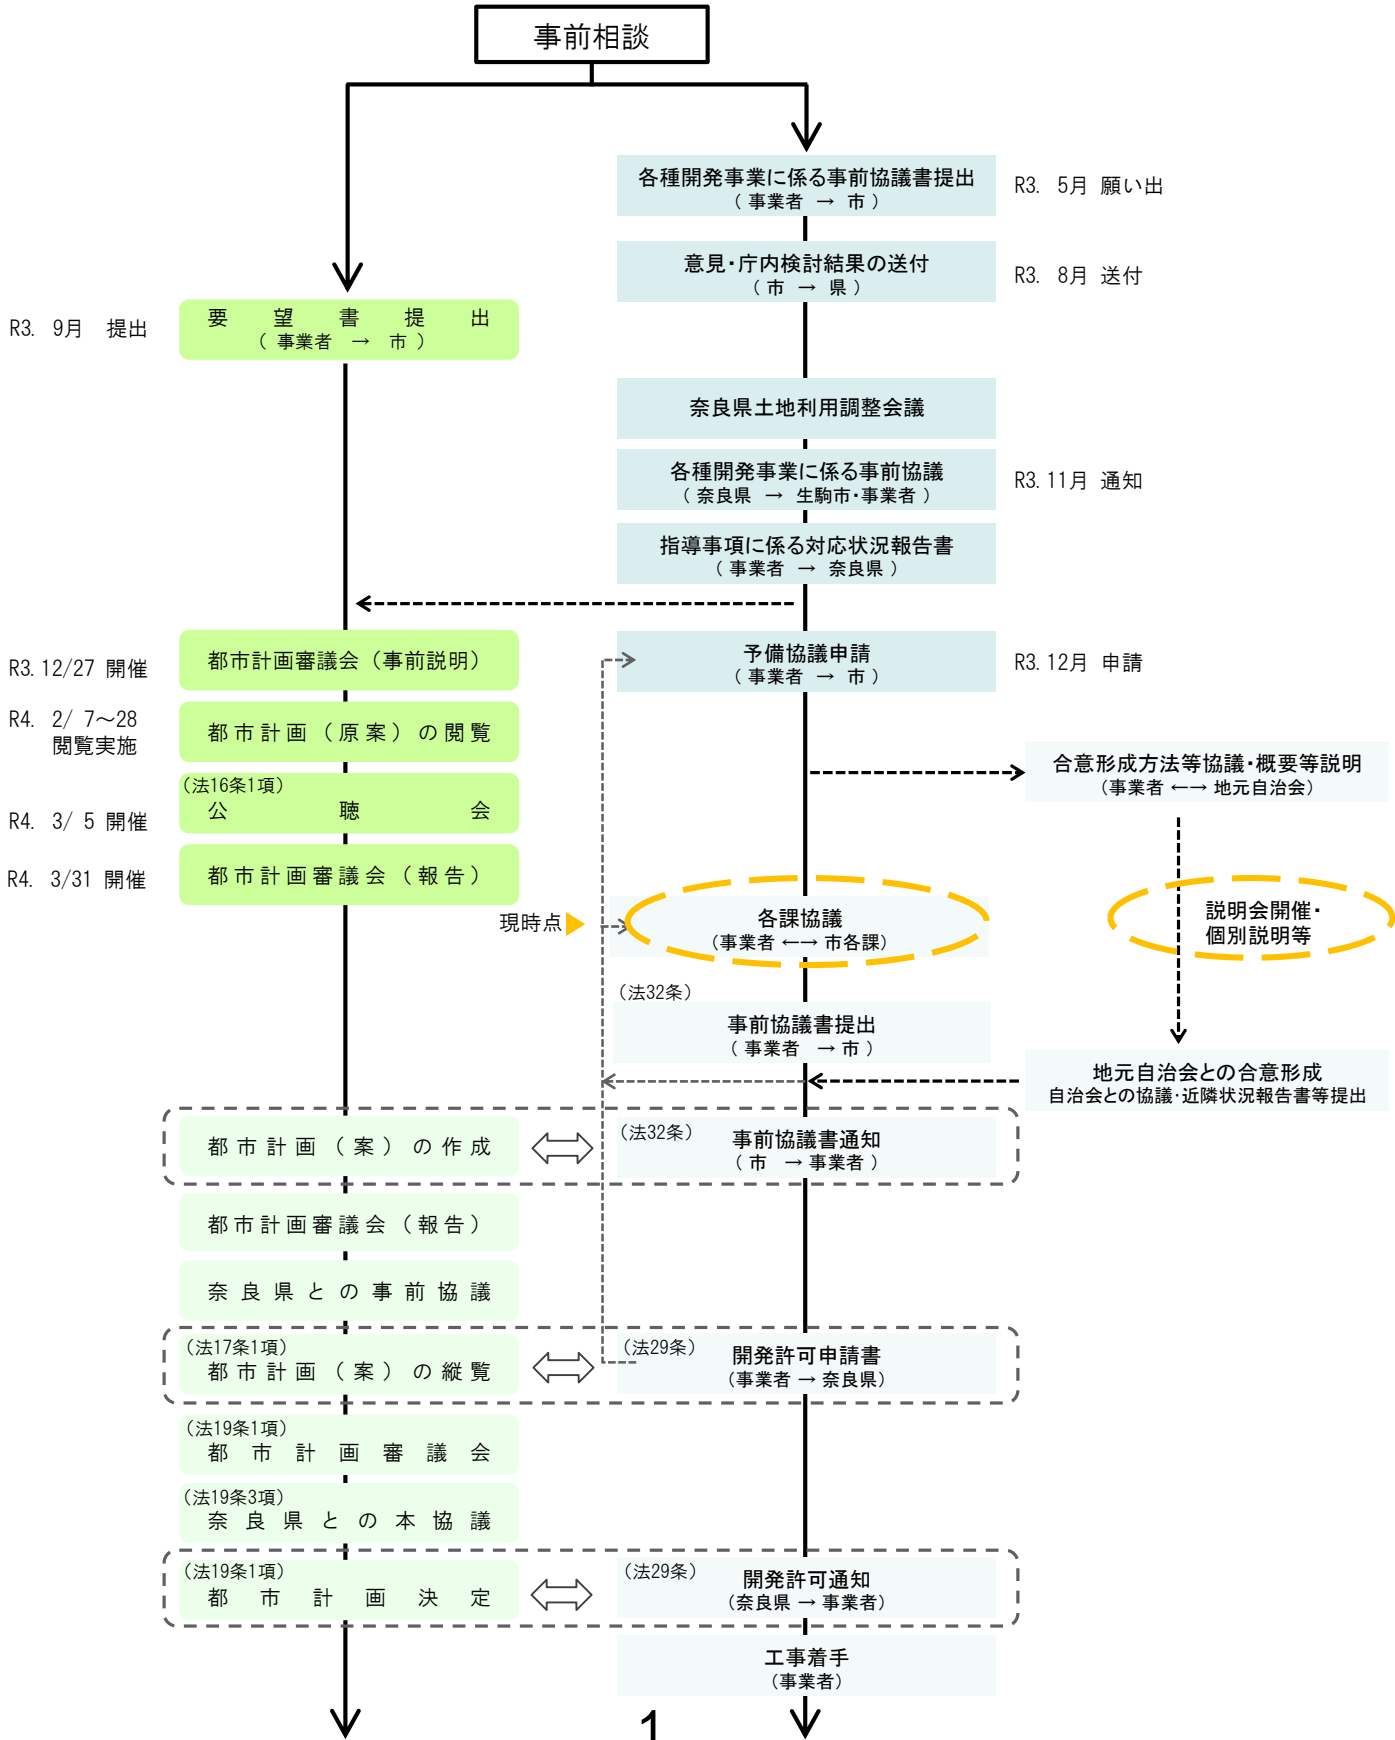 事前相談
各種開発事業に係る事前協議書提出
（ 事業者 → 市 ）
R3. 5月 願い出
意見・庁内検討結果の送付
（ 市 → 県 ）
R3. 8月 送付
R3. 9月 提出
要望書提出
（ 事業者 → 市 ）
奈良県土地利用調整会議
各種開発事業に係る事前協議
（ 奈良県 → 生駒市・事業者 ）
R3.11月 通知
指導事項に係る対応状況報告書
（ 事業者 → 奈良県 ）
R3.12/27 開催
都市計画審議会（事前説明）
予備協議申請
（ 事業者 → 市 ）
R3.12月 申請
R4. 2/ 7～28
閲覧実施
都市計画（原案）の閲覧
合意形成方法等協議・概要等説明
（事業者 ←→ 地元自治会）
（法16条1項）
公聴会
R4. 3/ 5 開催
R4. 3/31 開催
都市計画審議会（報告）
現時点
各課協議
（事業者 ←→ 市各課）
説明会開催・
個別説明等
（法32条）
事前協議書提出
（ 事業者 → 市 ）
地元自治会との合意形成
自治会との協議・近隣状況報告書等提出
都市計画（案）の作成
（法32条）
事前協議書通知
（ 市 → 事業者 ）
都市計画審議会（報告）
奈良県との事前協議
（法17条1項）
都市計画（案）の縦覧
（法29条）
開発許可申請書
（事業者 → 奈良県）
（法19条1項）
都市計画審議会
（法19条3項）
奈良県との本協議
（法19条1項）
都市計画決定
（法29条）
開発許可通知
（奈良県 → 事業者）
工事着手
（事業者）
1